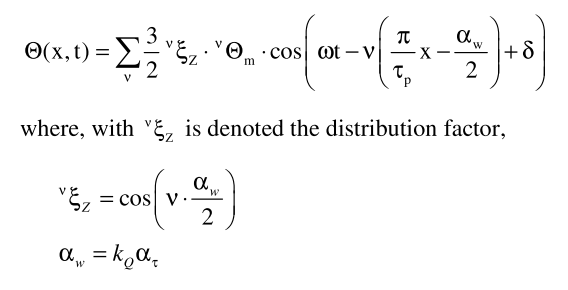 Θ(x,t) = ∑_ν 3/2 ^νξ_Z · ^νΘ_m · cos(ωt − ν(π/τ_p x − α_w/2) + δ)
where, with ^νξ_Z is denoted the distribution factor,
^νξ_Z = cos(ν · α_w/2)
α_w = k_Q α_τ